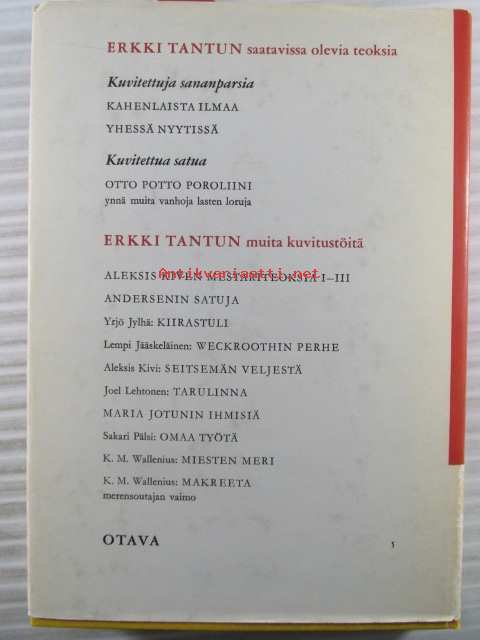 ERKKI TANTUN saatavissa olevia teoksia
Kuvitettuja sananparsia
KAHENLAISTA ILMAA
YHESSÄ NYYTISSÄ
Kuvitettua satua
OTTO POTTO POROLIINI
ynnä muita vanhoja lasten loruja
ERKKI TANTUN muita kuvitustöitä
ALEKSIS KIVEN MESTARITEOKSIA I–III
Antikvariaatti.net
ANDERSENIN SATUJA
Yrjö Jylhä: KIIRASTULI
Lempi Jääskeläinen: WECKROOTHIN PERHE
Aleksis Kivi: SEITSEMÄN VELJESTÄ
Joel Lehtonen: TARULINNA
MARIA JOTUNIN IHMISIÄ
Sakari Pälsi: OMAA TYÖTÄ
K. M. Wallenius: MIESTEN MERI
K. M. Wallenius: MAKREETA
merensoutajan vaimo
OTAVA 5